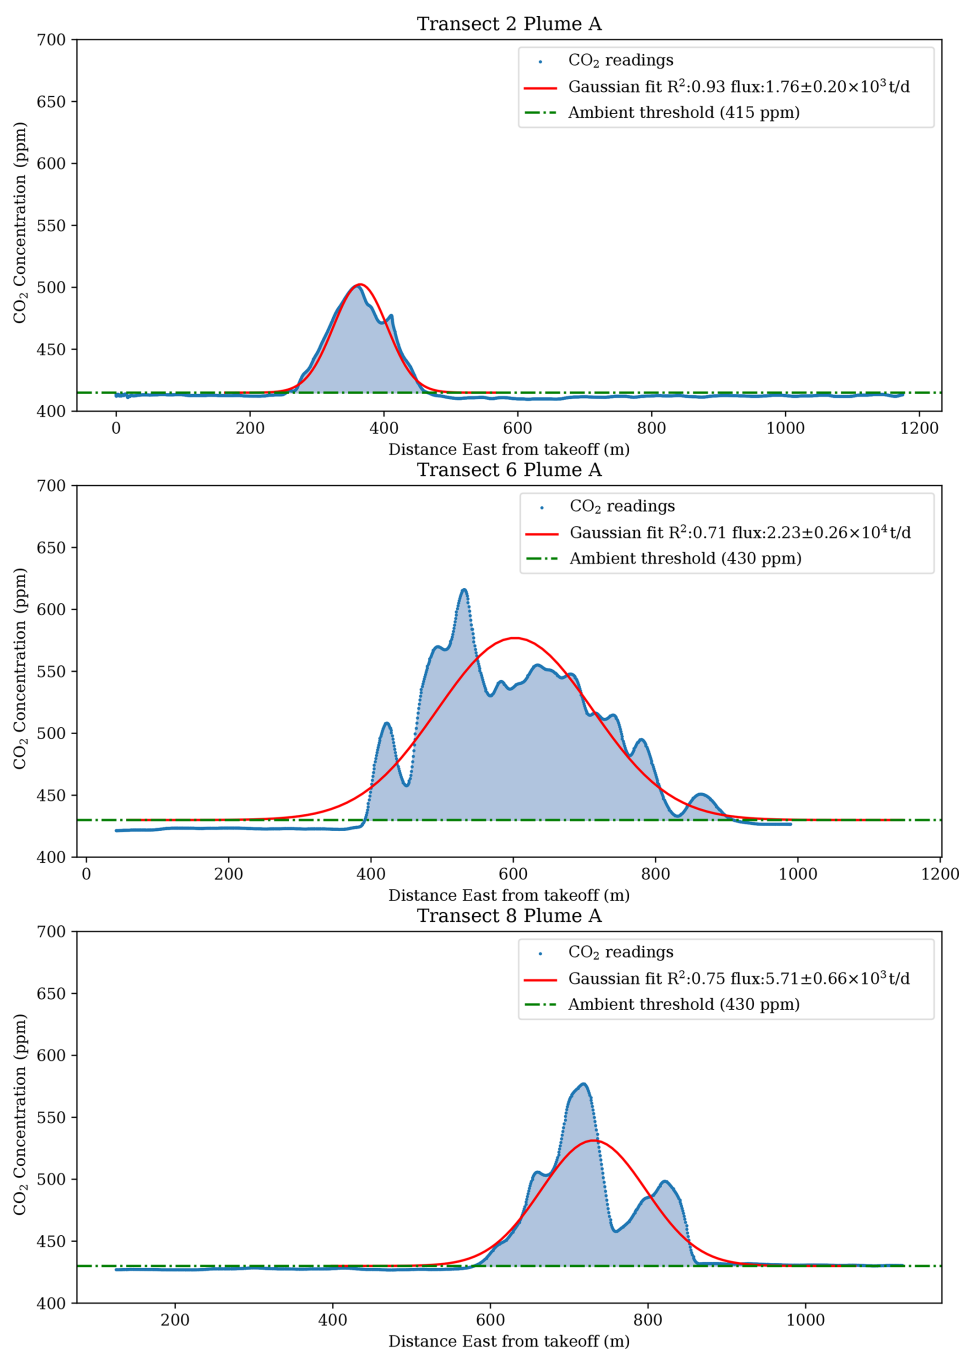 Transect 2 Plume A
700
650
600
550
500
450
400
CO₂ Concentration (ppm)
CO₂ readings
Gaussian fit R²:0.93 flux:1.76±0.20×10³t/d
Ambient threshold (415 ppm)
0 200 400 600 800 1000 1200
Distance East from takeoff (m)
Transect 6 Plume A
700
650
600
550
500
450
400
CO₂ Concentration (ppm)
CO₂ readings
Gaussian fit R²:0.71 flux:2.23±0.26×10⁴t/d
Ambient threshold (430 ppm)
0 200 400 600 800 1000 1200
Distance East from takeoff (m)
Transect 8 Plume A
700
650
600
550
500
450
400
CO₂ Concentration (ppm)
CO₂ readings
Gaussian fit R²:0.75 flux:5.71±0.66×10³t/d
Ambient threshold (430 ppm)
200 400 600 800 1000
Distance East from takeoff (m)